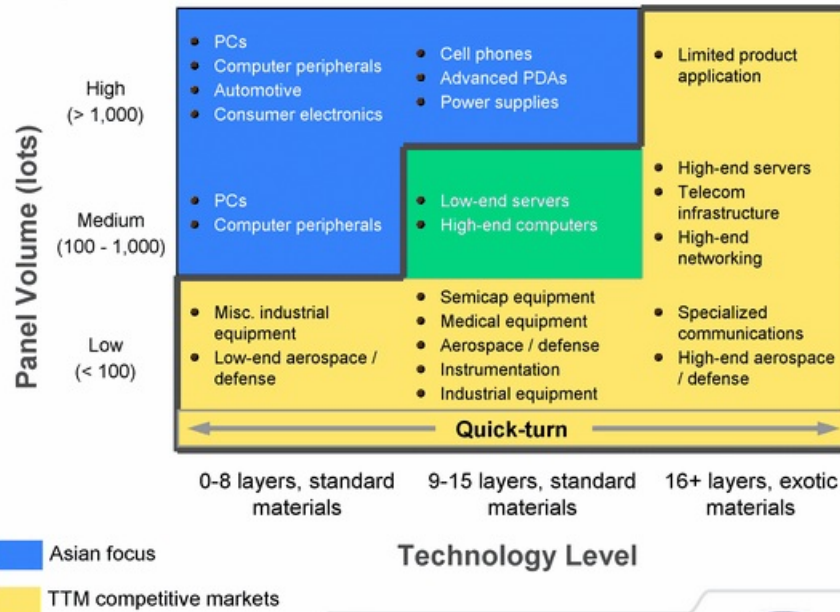 PCs
Computer peripherals
Automotive
Consumer electronics
Cell phones
Advanced PDAs
Power supplies
Limited product
application
High
(> 1,000)
PCs
Computer peripherals
Low-end servers
High-end computers
High-end servers
Telecom
infrastructure
High-end
networking
Medium
(100 - 1,000)
Misc. industrial
equipment
Low-end aerospace /
defense
Semicap equipment
Medical equipment
Aerospace / defense
Instrumentation
Industrial equipment
Specialized
communications
High-end aerospace
/ defense
Low
(< 100)
Panel Volume (lots)
Quick-turn
0-8 layers, standard
materials
9-15 layers, standard
materials
16+ layers, exotic
materials
Technology Level
Asian focus
TTM competitive markets